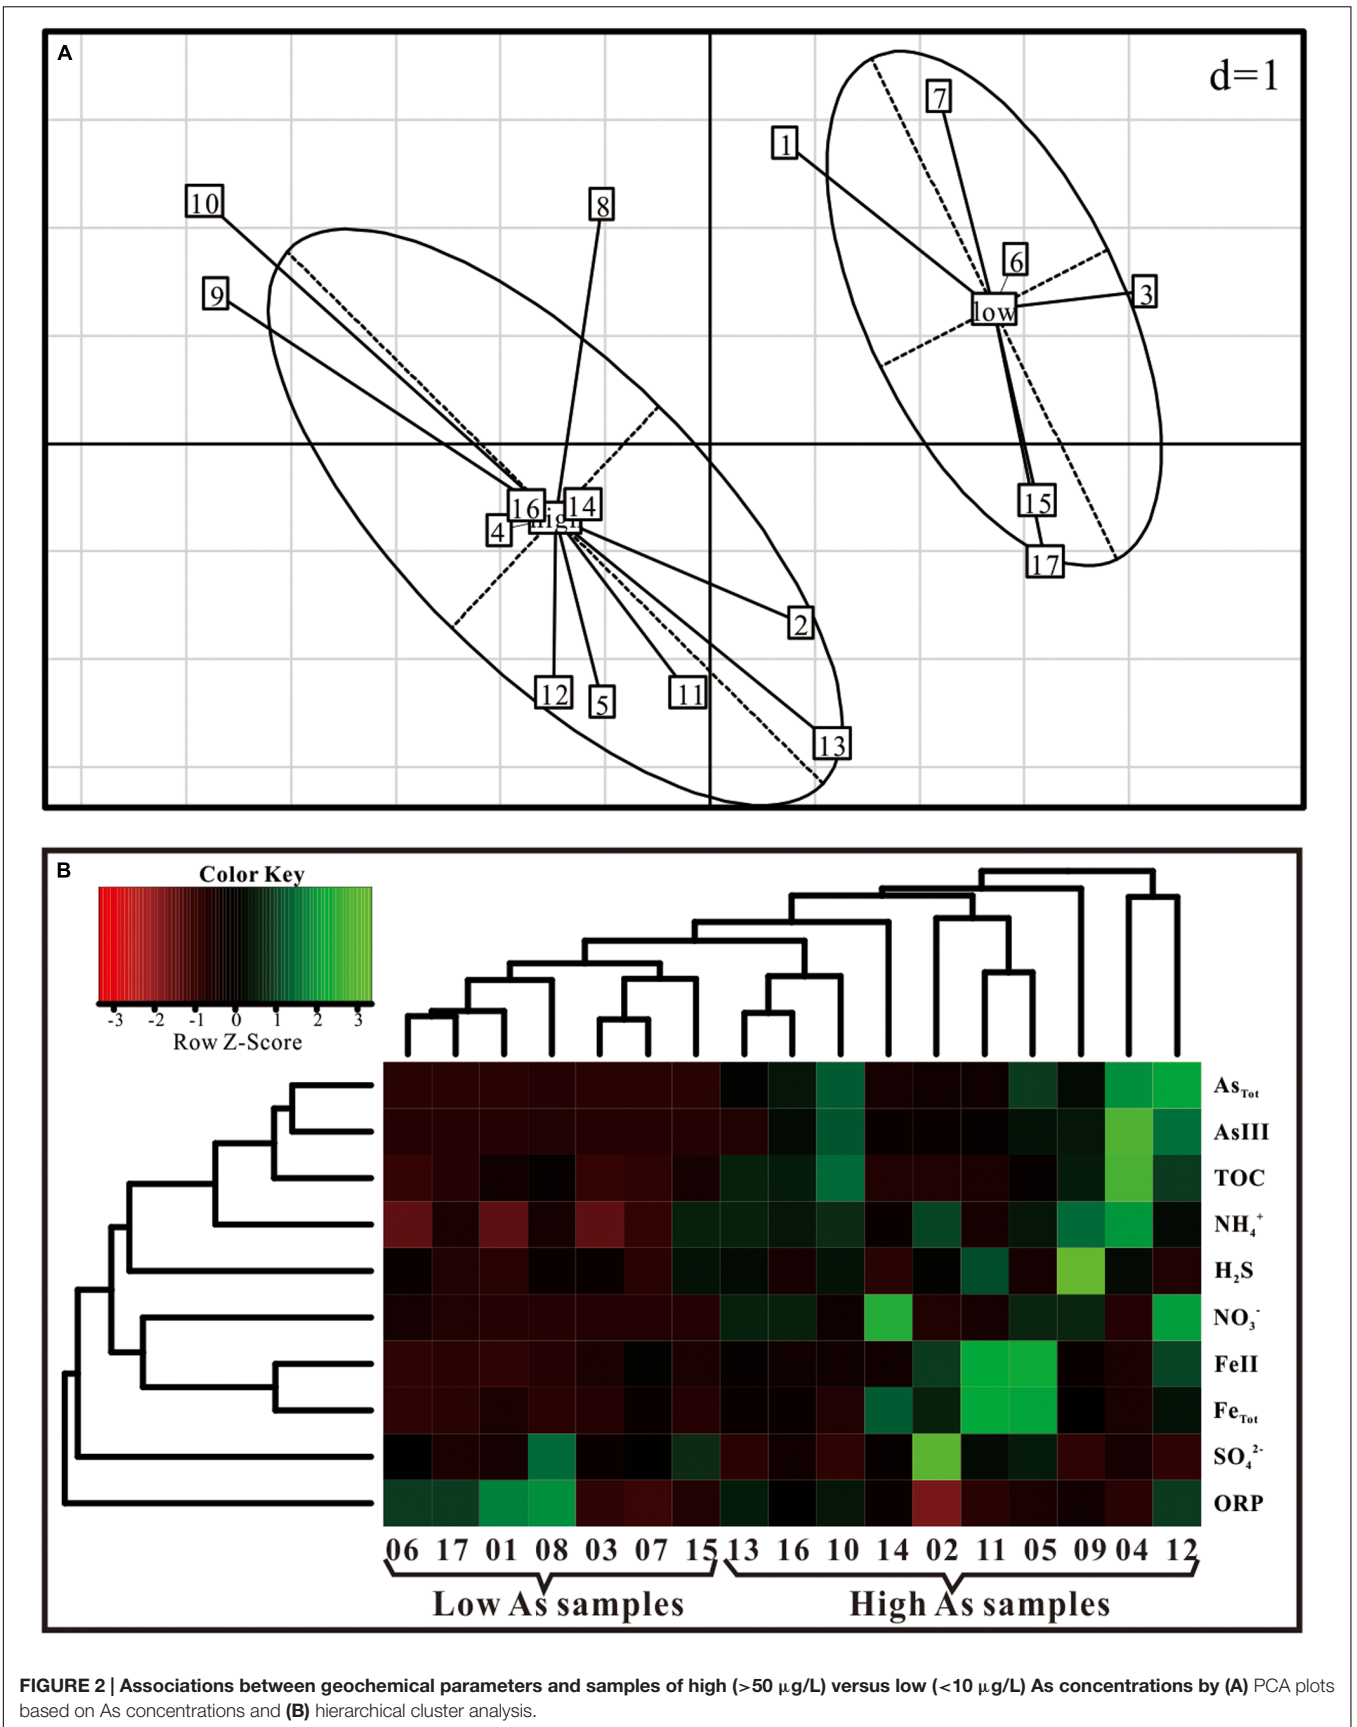 A
d=1
7
1
10
8
6
9
3
low
16
14
15
4
17
2
12
5
11
13
B
Color Key
-3 -2 -1 0 1 2 3
Row Z-Score
As Tot
AsIII
TOC
NH₄⁺
H₂S
NO₃⁻
FeII
Fe Tot
SO₄²⁻
ORP
06 17 01 08 03 07 15 13 16 10 14 02 11 05 09 04 12
Low As samples High As samples
FIGURE 2 | Associations between geochemical parameters and samples of high (>50 μg/L) versus low (<10 μg/L) As concentrations by (A) PCA plots
based on As concentrations and (B) hierarchical cluster analysis.